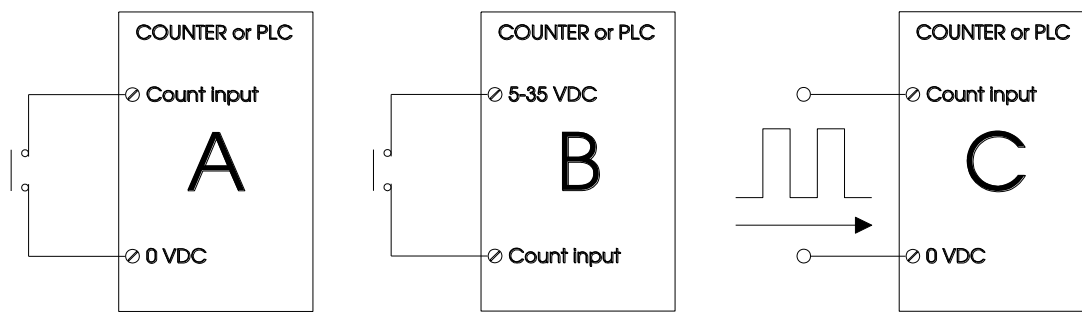 COUNTER or PLC
Count input
A
0 VDC
COUNTER or PLC
5-35 VDC
B
Count input
COUNTER or PLC
Count input
C
0 VDC